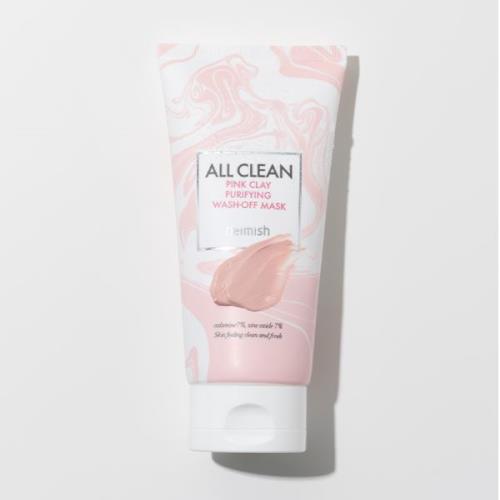 ALL CLEAN
PINK CLAY
PURIFYING
WASH-OFF MASK
heimish
calamine 7%, zinc oxide 7%
Skin feeling clean and fresh